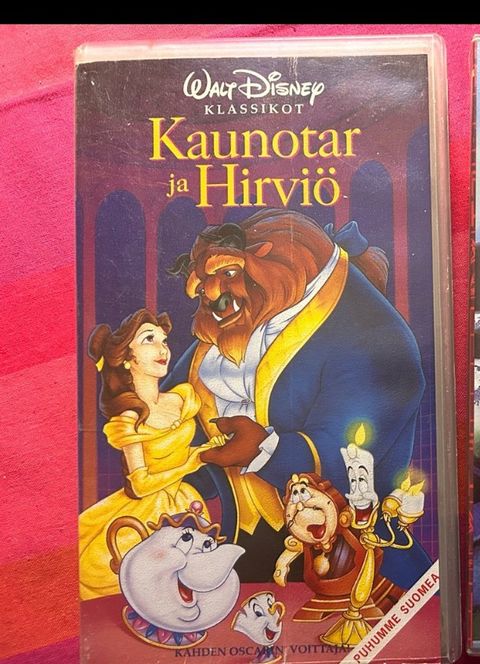 WALT DISNEY
KLASSIKOT
Kaunotar
ja Hirviö
PUHUMME SUOMEA
KAHDEN OSCARIN VOITTAJA!